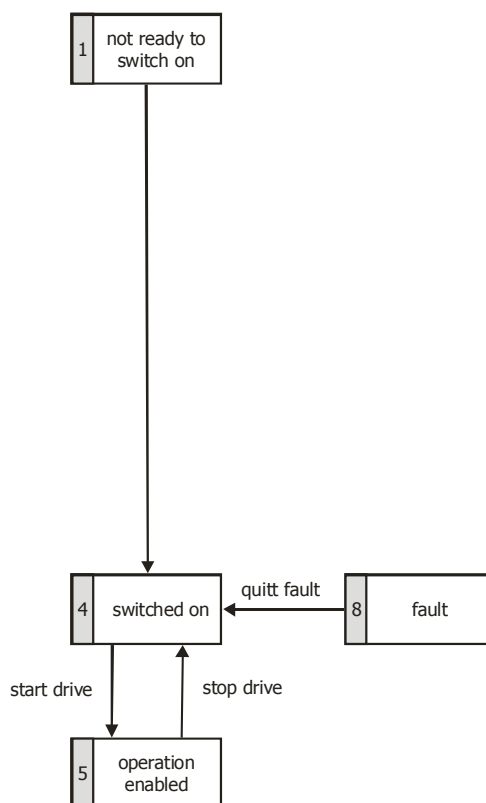 1
not ready to
switch on
4
switched on
quitt fault
8
fault
start drive
stop drive
5
operation
enabled